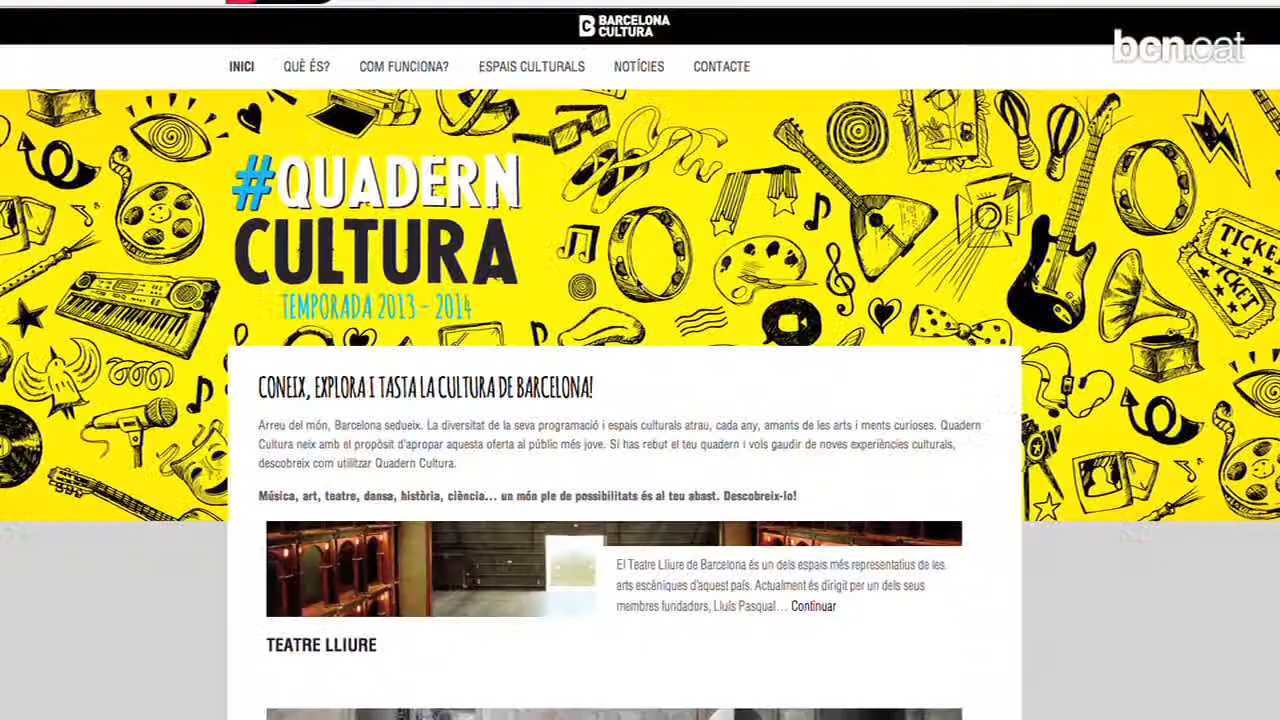 BARCELONA
CULTURA
bcn.cat
INICI QUÈ ÉS? COM FUNCIONA? ESPAIS CULTURALS NOTÍCIES CONTACTE
#QUADERN
CULTURA
TEMPORADA 2013 - 2014
TICKET
TICKET
CONEIX, EXPLORA I TASTA LA CULTURA DE BARCELONA!
Arreu del món, Barcelona sedueix. La diversitat de la seva programació i espais culturals atrau, cada any, amants de les arts i ments curioses. Quadern
Cultura neix amb el propòsit d'apropar aquesta oferta al públic més jove. Si has rebut el teu quadern i vols gaudir de noves experiències culturals,
descobreix com utilitzar Quadern Cultura.
Música, art, teatre, dansa, història, ciència... un món ple de possibilitats és al teu abast. Descobreix-lo!
El Teatre Lliure de Barcelona és un dels espais més representatius de les
arts escèniques d'aquest país. Actualment és dirigit per un dels seus
membres fundadors, Lluís Pasqual... Continuar
TEATRE LLIURE